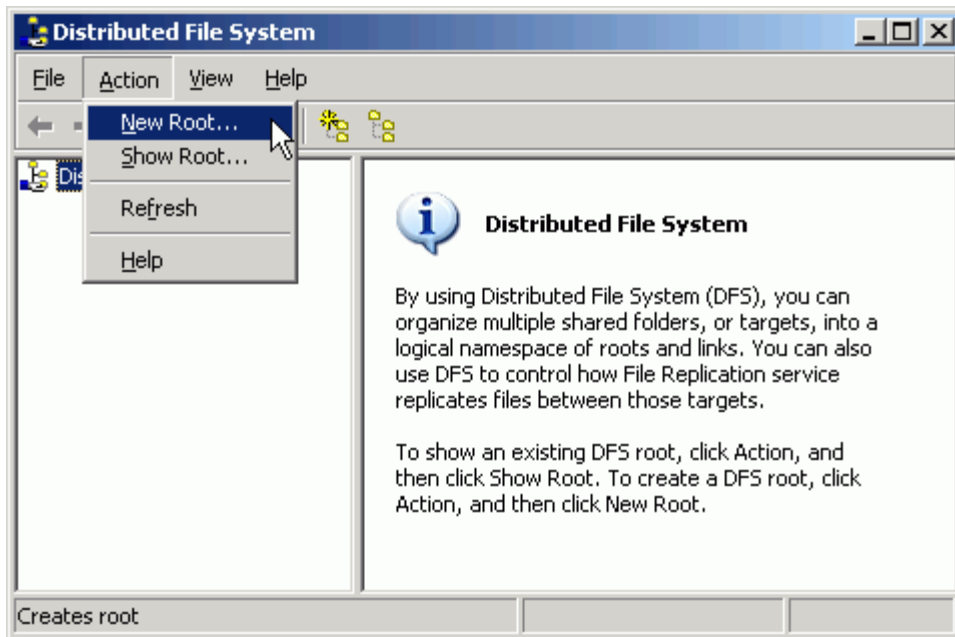 Distributed File System
File Action View Help
New Root...
Show Root...
Refresh
Help
Distributed File System
By using Distributed File System (DFS), you can
organize multiple shared folders, or targets, into a
logical namespace of roots and links. You can also
use DFS to control how File Replication service
replicates files between those targets.
To show an existing DFS root, click Action, and
then click Show Root. To create a DFS root, click
Action, and then click New Root.
Creates root